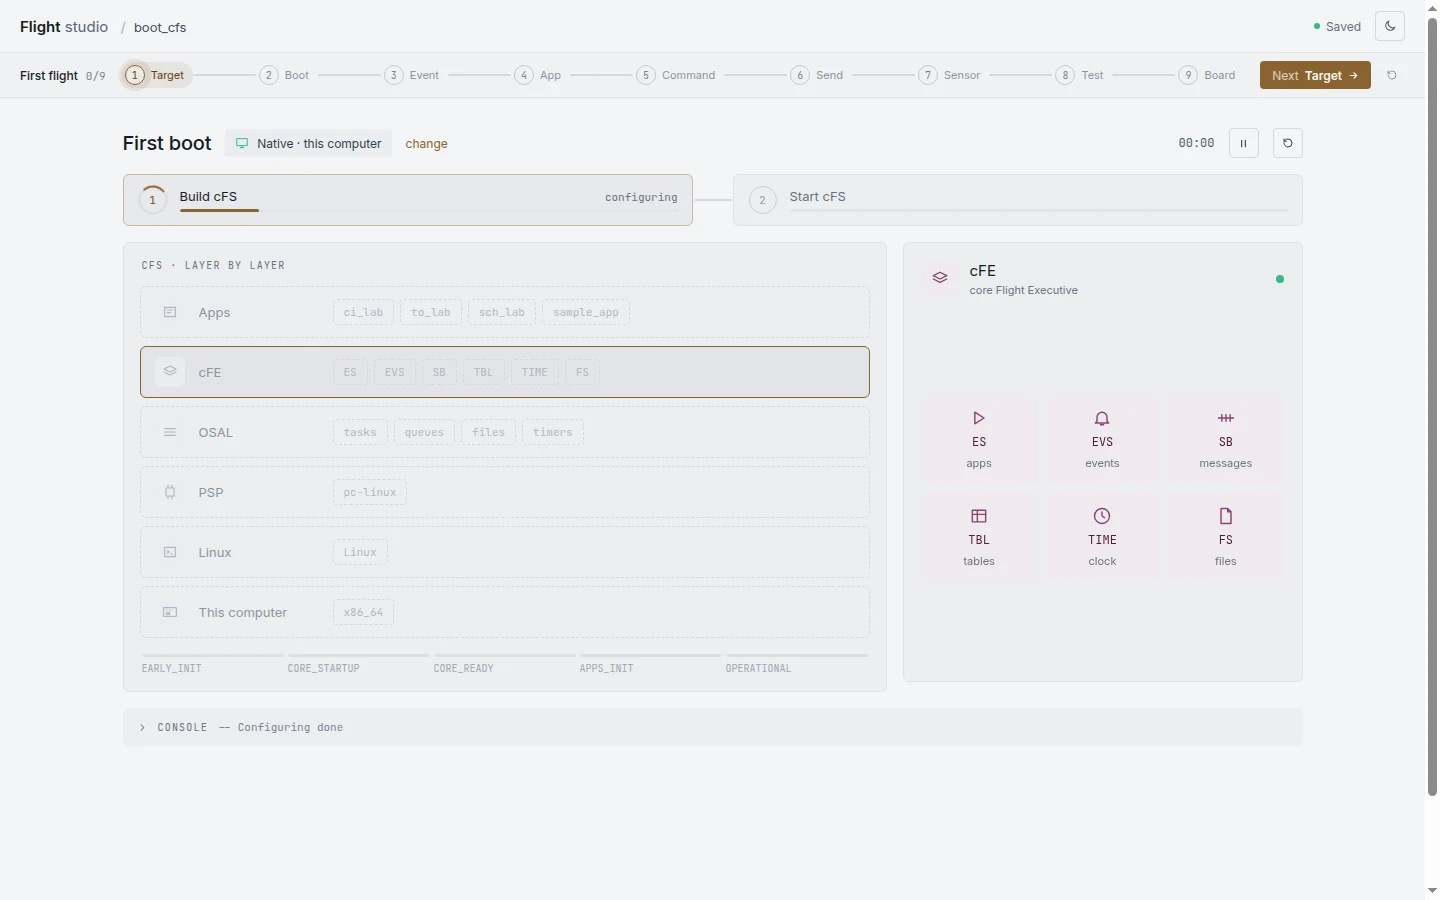 Flight studio / boot_cfs
Saved
First flight 0/9
1 Target
2 Boot
3 Event
4 App
5 Command
6 Send
7 Sensor
8 Test
9 Board
Next Target →
First boot
Native · this computer
change
00:00
1 Build cFS configuring
2 Start cFS
CFS · LAYER BY LAYER
Apps ci_lab to_lab sch_lab sample_app
cFE ES EVS SB TBL TIME FS
OSAL tasks queues files timers
PSP pc-linux
Linux Linux
This computer x86_64
EARLY_INIT CORE_STARTUP CORE_READY APPS_INIT OPERATIONAL
cFE
core Flight Executive
ES EVS SB
apps events messages
TBL TIME FS
tables clock files
CONSOLE —— Configuring done